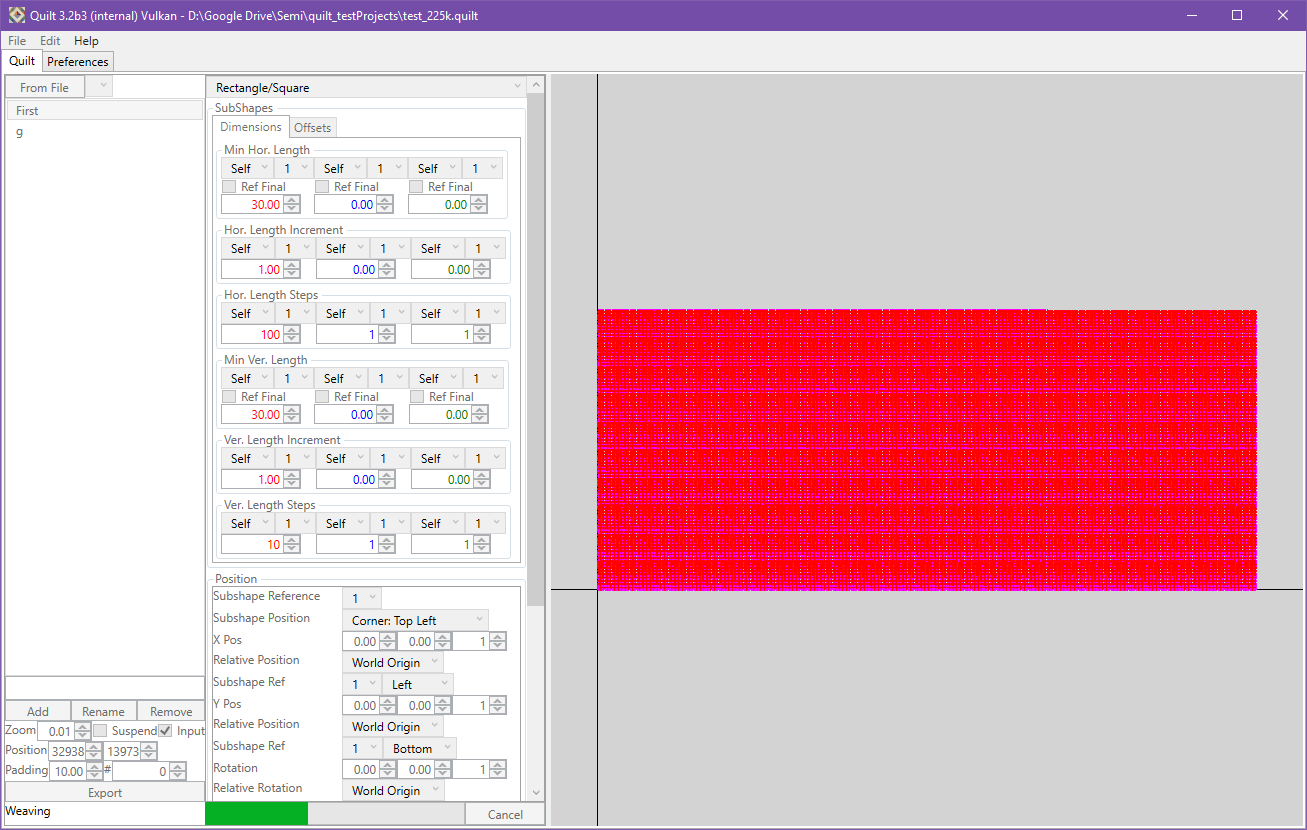 Quilt 3.2b3 (internal) Vulkan - D:\Google Drive\Semi\quilt_testProjects\test_225k.quilt
File Edit Help
Quilt Preferences
From File
First
g
Rectangle/Square
SubShapes
Dimensions Offsets
Min Hor. Length
Self 1 Self 1 Self 1
Ref Final Ref Final Ref Final
30.00 0.00 0.00
Hor. Length Increment
Self 1 Self 1 Self 1
1.00 0.00 0.00
Hor. Length Steps
Self 1 Self 1 Self 1
100 1 1
Min Ver. Length
Self 1 Self 1 Self 1
Ref Final Ref Final Ref Final
30.00 0.00 0.00
Ver. Length Increment
Self 1 Self 1 Self 1
1.00 0.00 0.00
Ver. Length Steps
Self 1 Self 1 Self 1
10 1 1
Position
Subshape Reference 1
Subshape Position Corner: Top Left
X Pos 0.00 0.00 1
Relative Position World Origin
Subshape Ref 1 Left
Y Pos 0.00 0.00 1
Relative Position World Origin
Subshape Ref 1 Bottom
Rotation 0.00 0.00 1
Relative Rotation World Origin
Add Rename Remove
Zoom 0.01 Suspend Input
Position 32938 13973
Padding 10.00 # 0
Export
Weaving
Cancel